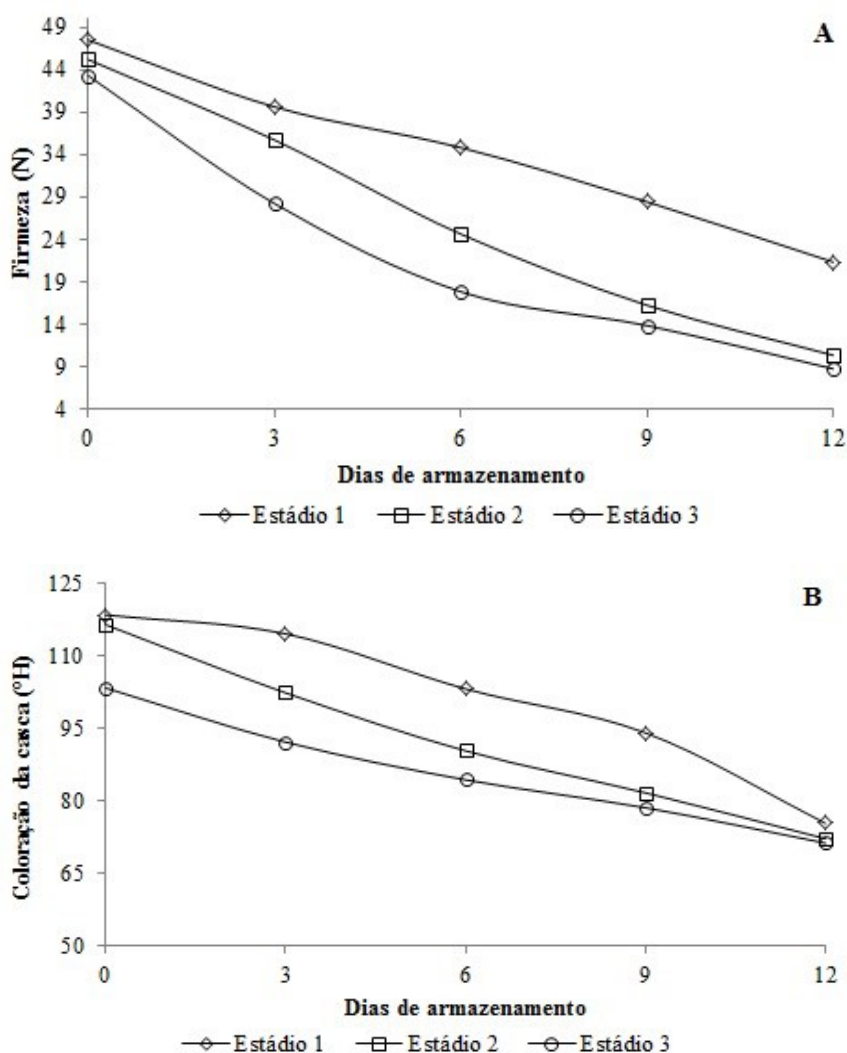 A
49
44
39
34
29
24
19
14
9
4
Firmeza (N)
0 3 6 9 12
Dias de armazenamento
Estádio 1 Estádio 2 Estádio 3
B
125
110
95
80
65
50
Coloração da casca (ºH)
0 3 6 9 12
Dias de armazenamento
Estádio 1 Estádio 2 Estádio 3